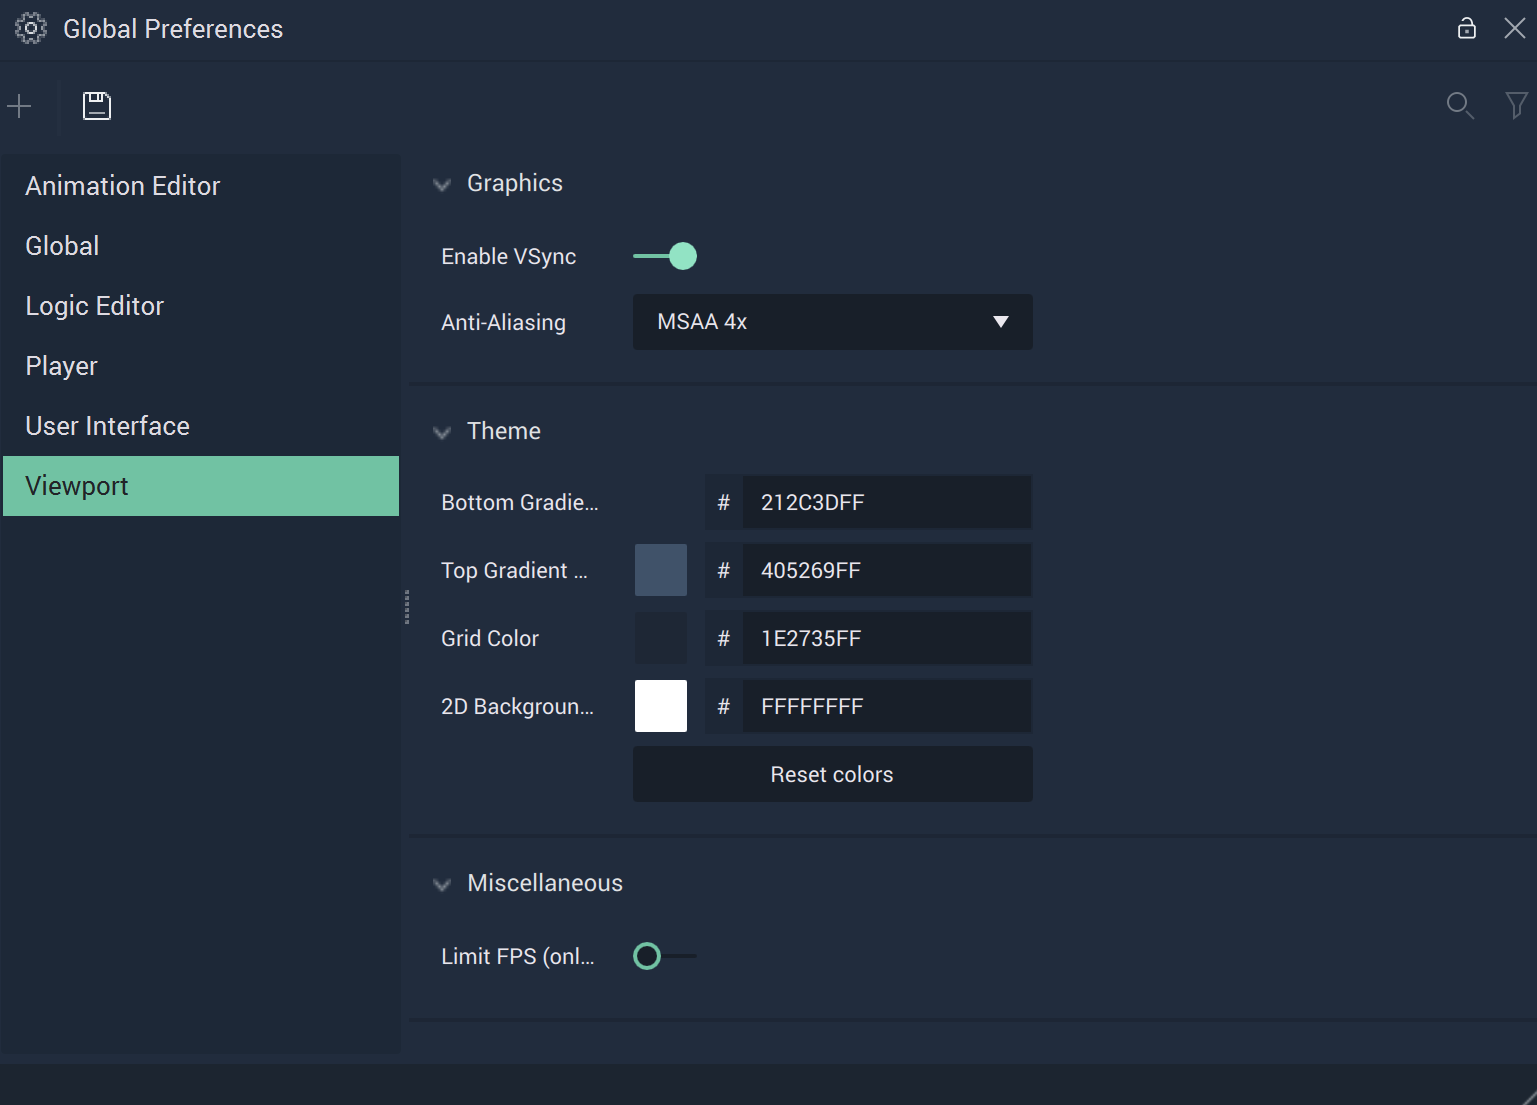 Global Preferences
Animation Editor
Global
Logic Editor
Player
User Interface
Viewport
Graphics
Enable VSync
Anti-Aliasing MSAA 4x
Theme
Bottom Gradie... # 212C3DFF
Top Gradient ... # 405269FF
Grid Color # 1E2735FF
2D Backgroun... # FFFFFFFF
Reset colors
Miscellaneous
Limit FPS (onl...